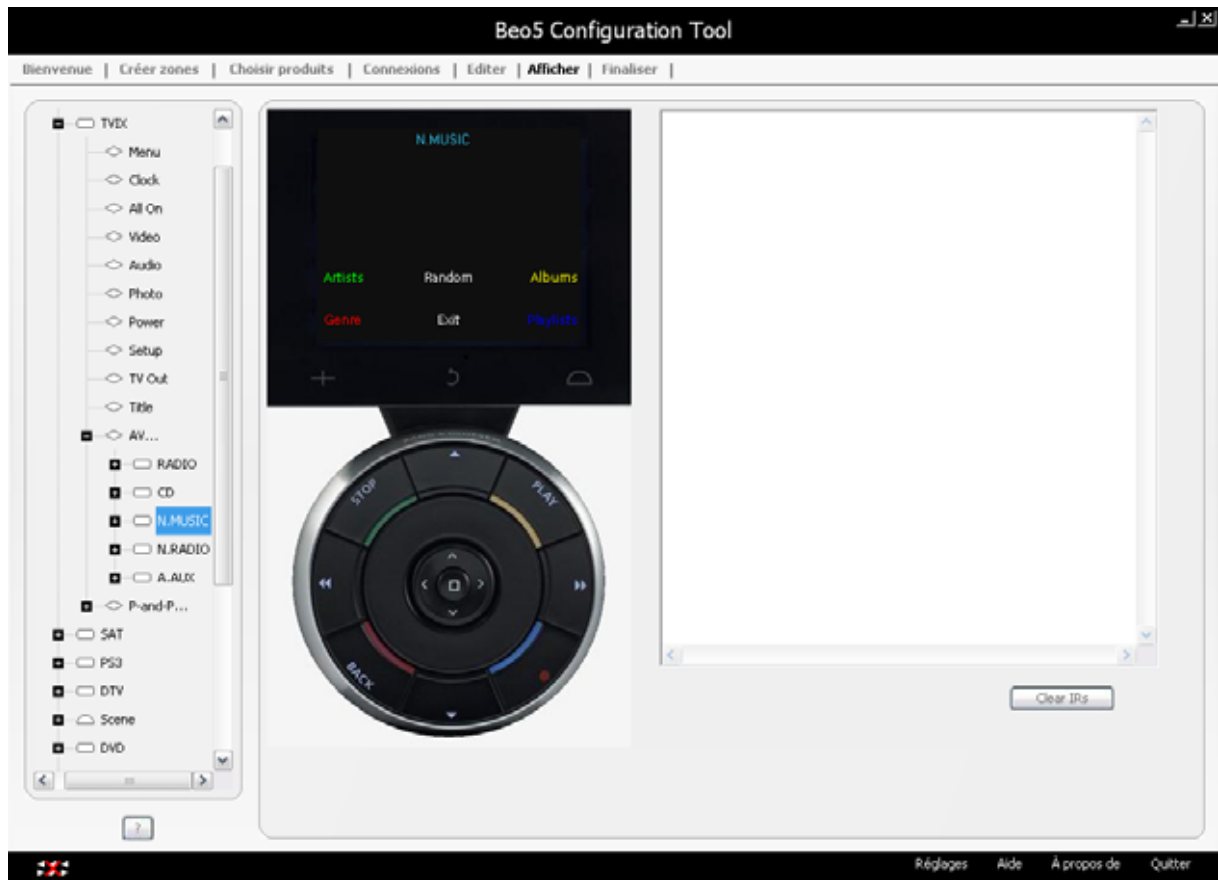 Beo5 Configuration Tool
Bienvenue | Créer zones | Choisir produits | Connexions | Editer | Afficher | Finaliser |
TVIX
Menu
Clock
All On
Video
Audio
Photo
Power
Setup
TV Out
Title
AV...
RADIO
CD
N.MUSIC
N.RADIO
A.AUX
P-and-P...
SAT
PS3
DTV
Scene
DVD
?
N.MUSIC
Artists Random Albums
Genre Exit Playlists
STOP PLAY
BACK
Clear IRs
Réglages Aide À propos de Quitter